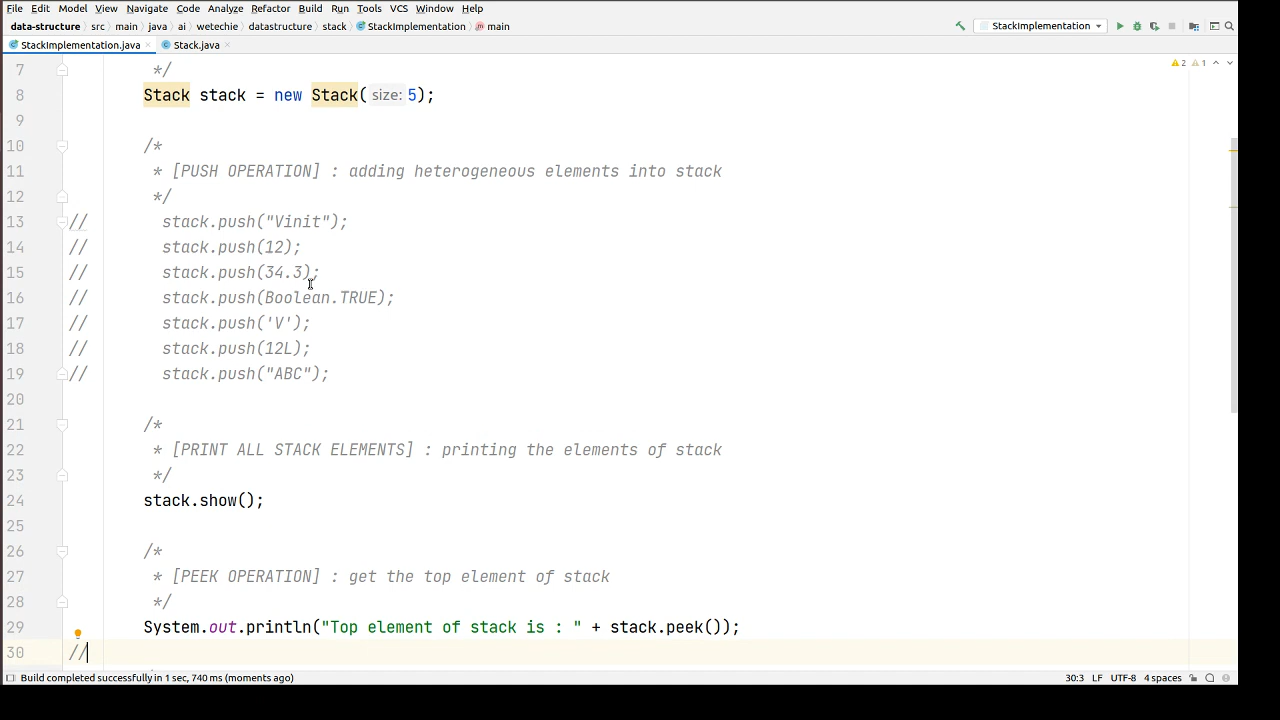 File Edit View Navigate Code Analyze Refactor Build Run Tools VCS Window Help
data-structure › src › main › java › ai › wetechie › datastructure › stack › StackImplementation › main StackImplementation
StackImplementation.java × Stack.java ×
2 1
7 */
8 Stack stack = new Stack( size: 5);
9
10 /*
11 * [PUSH OPERATION] : adding heterogeneous elements into stack
12 */
13 // stack.push("Vinit");
14 // stack.push(12);
15 // stack.push(34.3);
16 // stack.push(Boolean.TRUE);
17 // stack.push('V');
18 // stack.push(12L);
19 // stack.push("ABC");
20
21 /*
22 * [PRINT ALL STACK ELEMENTS] : printing the elements of stack
23 */
24 stack.show();
25
26 /*
27 * [PEEK OPERATION] : get the top element of stack
28 */
29 System.out.println("Top element of stack is : " + stack.peek());
30 //
Build completed successfully in 1 sec, 740 ms (moments ago) 30:3 LF UTF-8 4 spaces